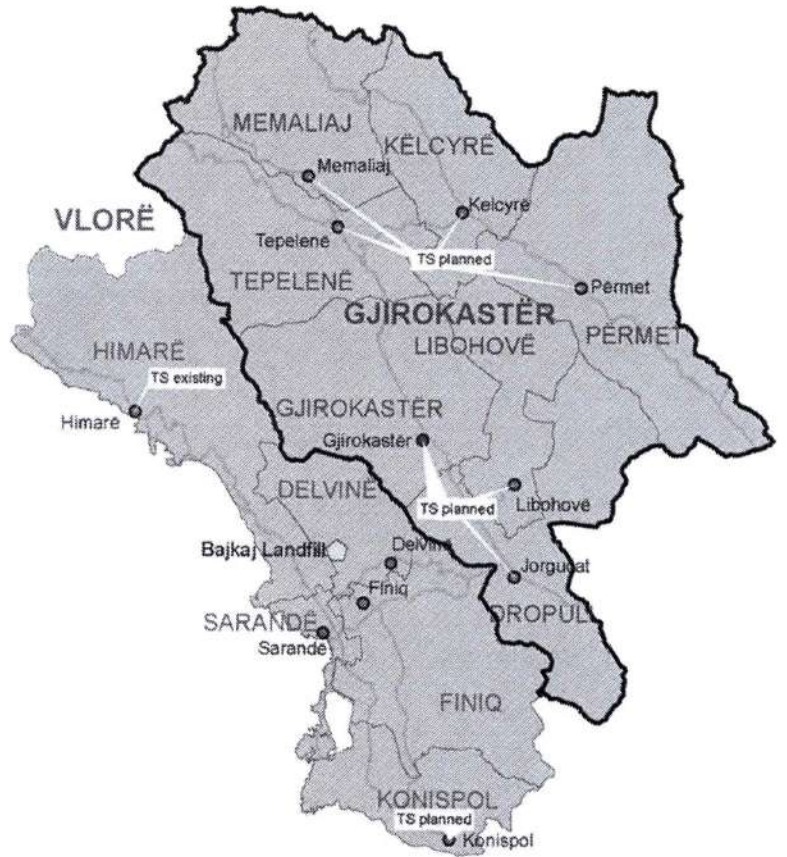 MEMALIAJ
KËLCYRË
Memaliaj
Kelcyrë
VLORË
Tepelenë
TS planned
TEPELENË
Përmet
GJIROKASTËR
PËRMET
LIBOHOVË
HIMARË
TS existing
GJIROKASTËR
Himarë
Gjirokastër
DELVINË
Libohovë
TS planned
Bajkaj Landfill
Delvinë
Jorgucat
Finiq
DROPULL
SARANDË
Sarandë
FINIQ
KONISPOL
TS planned
Konispol